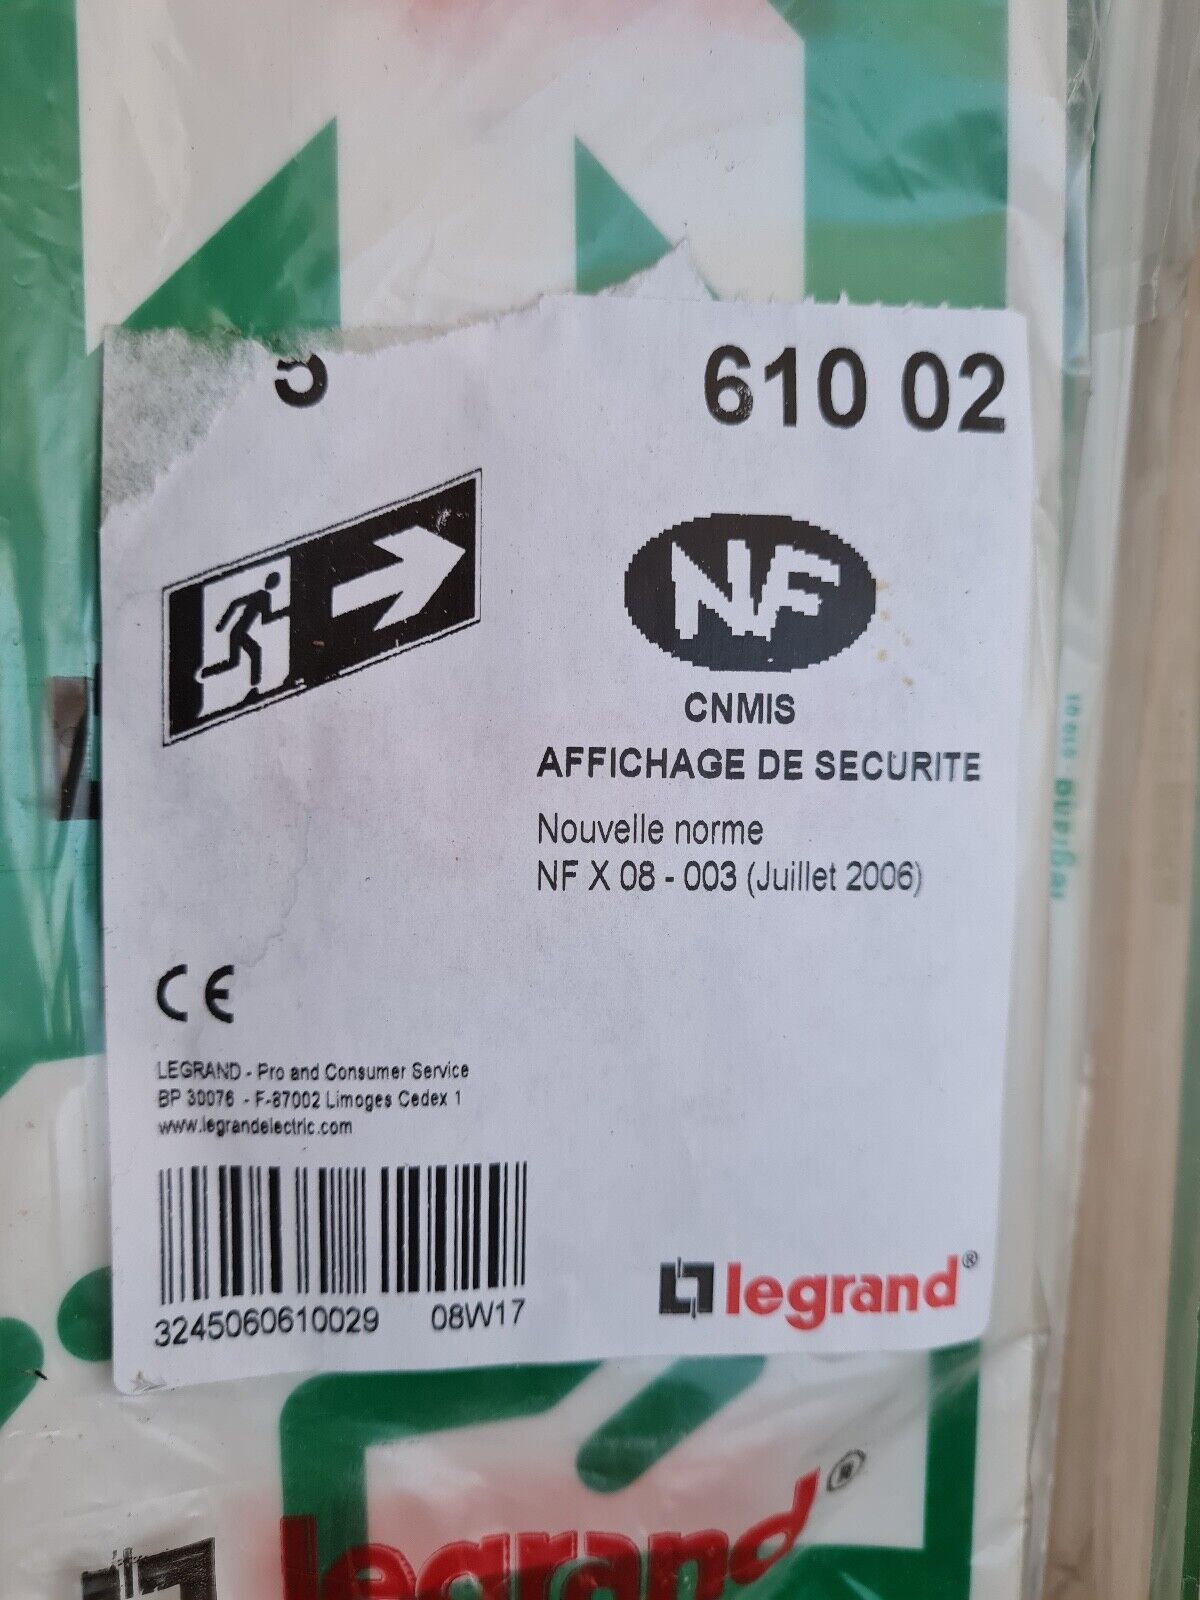 5
610 02
NF
CNMIS
AFFICHAGE DE SECURITE
Nouvelle norme
NF X 08 - 003 (Juillet 2006)
CE
LEGRAND - Pro and Consumer Service
BP 30076 - F-87002 Limoges Cedex 1
www.legrandelectric.com
3245060610029 08W17
legrand®
legrand
legrand®